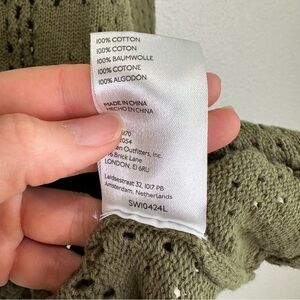 100% COTTON
100% COTON
100% BAUMWOLLE
100% COTONE
100% ALGODÓN
MADE IN CHINA
HECHO EN CHINA
Outfitters, Inc.
Brick Lane
LONDON, E1 6RU
Leidsestraat 32, 1017 PB
Amsterdam, Netherlands
SW10424L